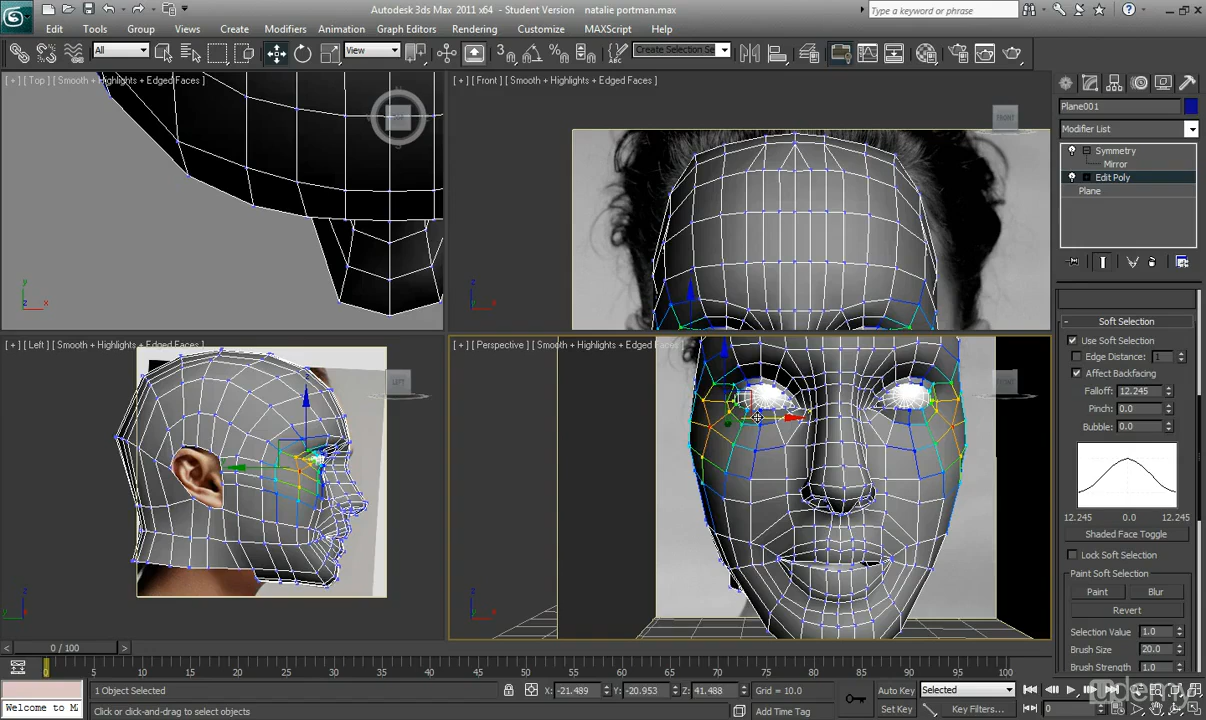 Autodesk 3ds Max 2011 x64 - Student Version natalie portman.max
Type a keyword or phrase
Edit Tools Group Views Create Modifiers Animation Graph Editors Rendering Customize MAXScript Help
All View Create Selection Se
[ + ] [ Top ] [ Smooth + Highlights + Edged Faces ]
[ + ] [ Front ] [ Smooth + Highlights + Edged Faces ]
FRONT
Plane001
Modifier List
Symmetry
Mirror
Edit Poly
Plane
y
z x
z
x
[ + ] [ Left ] [ Smooth + Highlights + Edged Faces ]
[ + ] [ Perspective ] [ Smooth + Highlights + Edged Faces ]
LEFT
Soft Selection
Use Soft Selection
Edge Distance: 1
Affect Backfacing
Falloff: 12.245
Pinch: 0.0
Bubble: 0.0
12.245 0.0 12.245
Shaded Face Toggle
Lock Soft Selection
Paint Soft Selection
Paint Blur
Revert
Selection Value 1.0
Brush Size 20.0
Brush Strength 1.0
z
y x
z
x
0 / 100
0 5 10 15 20 25 30 35 40 45 50 55 60 65 70 75 80 85 90 95 100
1 Object Selected X: -21.489 Y: -20.953 Z: 41.488 Grid = 10.0 Auto Key Selected
Welcome to M
Click or click-and-drag to select objects Add Time Tag Set Key Key Filters... 0
udemy